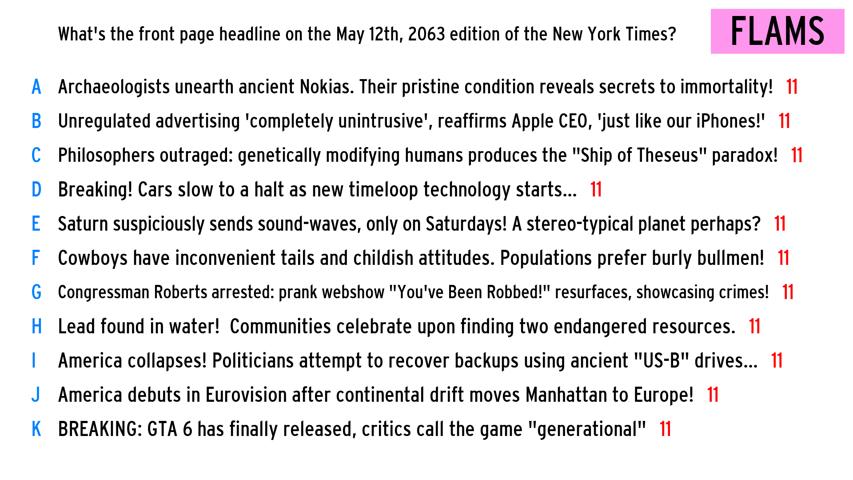 What's the front page headline on the May 12th, 2063 edition of the New York Times?
FLAMS
A Archaeologists unearth ancient Nokias. Their pristine condition reveals secrets to immortality! 11
B Unregulated advertising 'completely unintrusive', reaffirms Apple CEO, 'just like our iPhones!' 11
C Philosophers outraged: genetically modifying humans produces the "Ship of Theseus" paradox! 11
D Breaking! Cars slow to a halt as new timeloop technology starts... 11
E Saturn suspiciously sends sound-waves, only on Saturdays! A stereo-typical planet perhaps? 11
F Cowboys have inconvenient tails and childish attitudes. Populations prefer burly bullmen! 11
G Congressman Roberts arrested: prank webshow "You've Been Robbed!" resurfaces, showcasing crimes! 11
H Lead found in water! Communities celebrate upon finding two endangered resources. 11
I America collapses! Politicians attempt to recover backups using ancient "US-B" drives... 11
J America debuts in Eurovision after continental drift moves Manhattan to Europe! 11
K BREAKING: GTA 6 has finally released, critics call the game "generational" 11